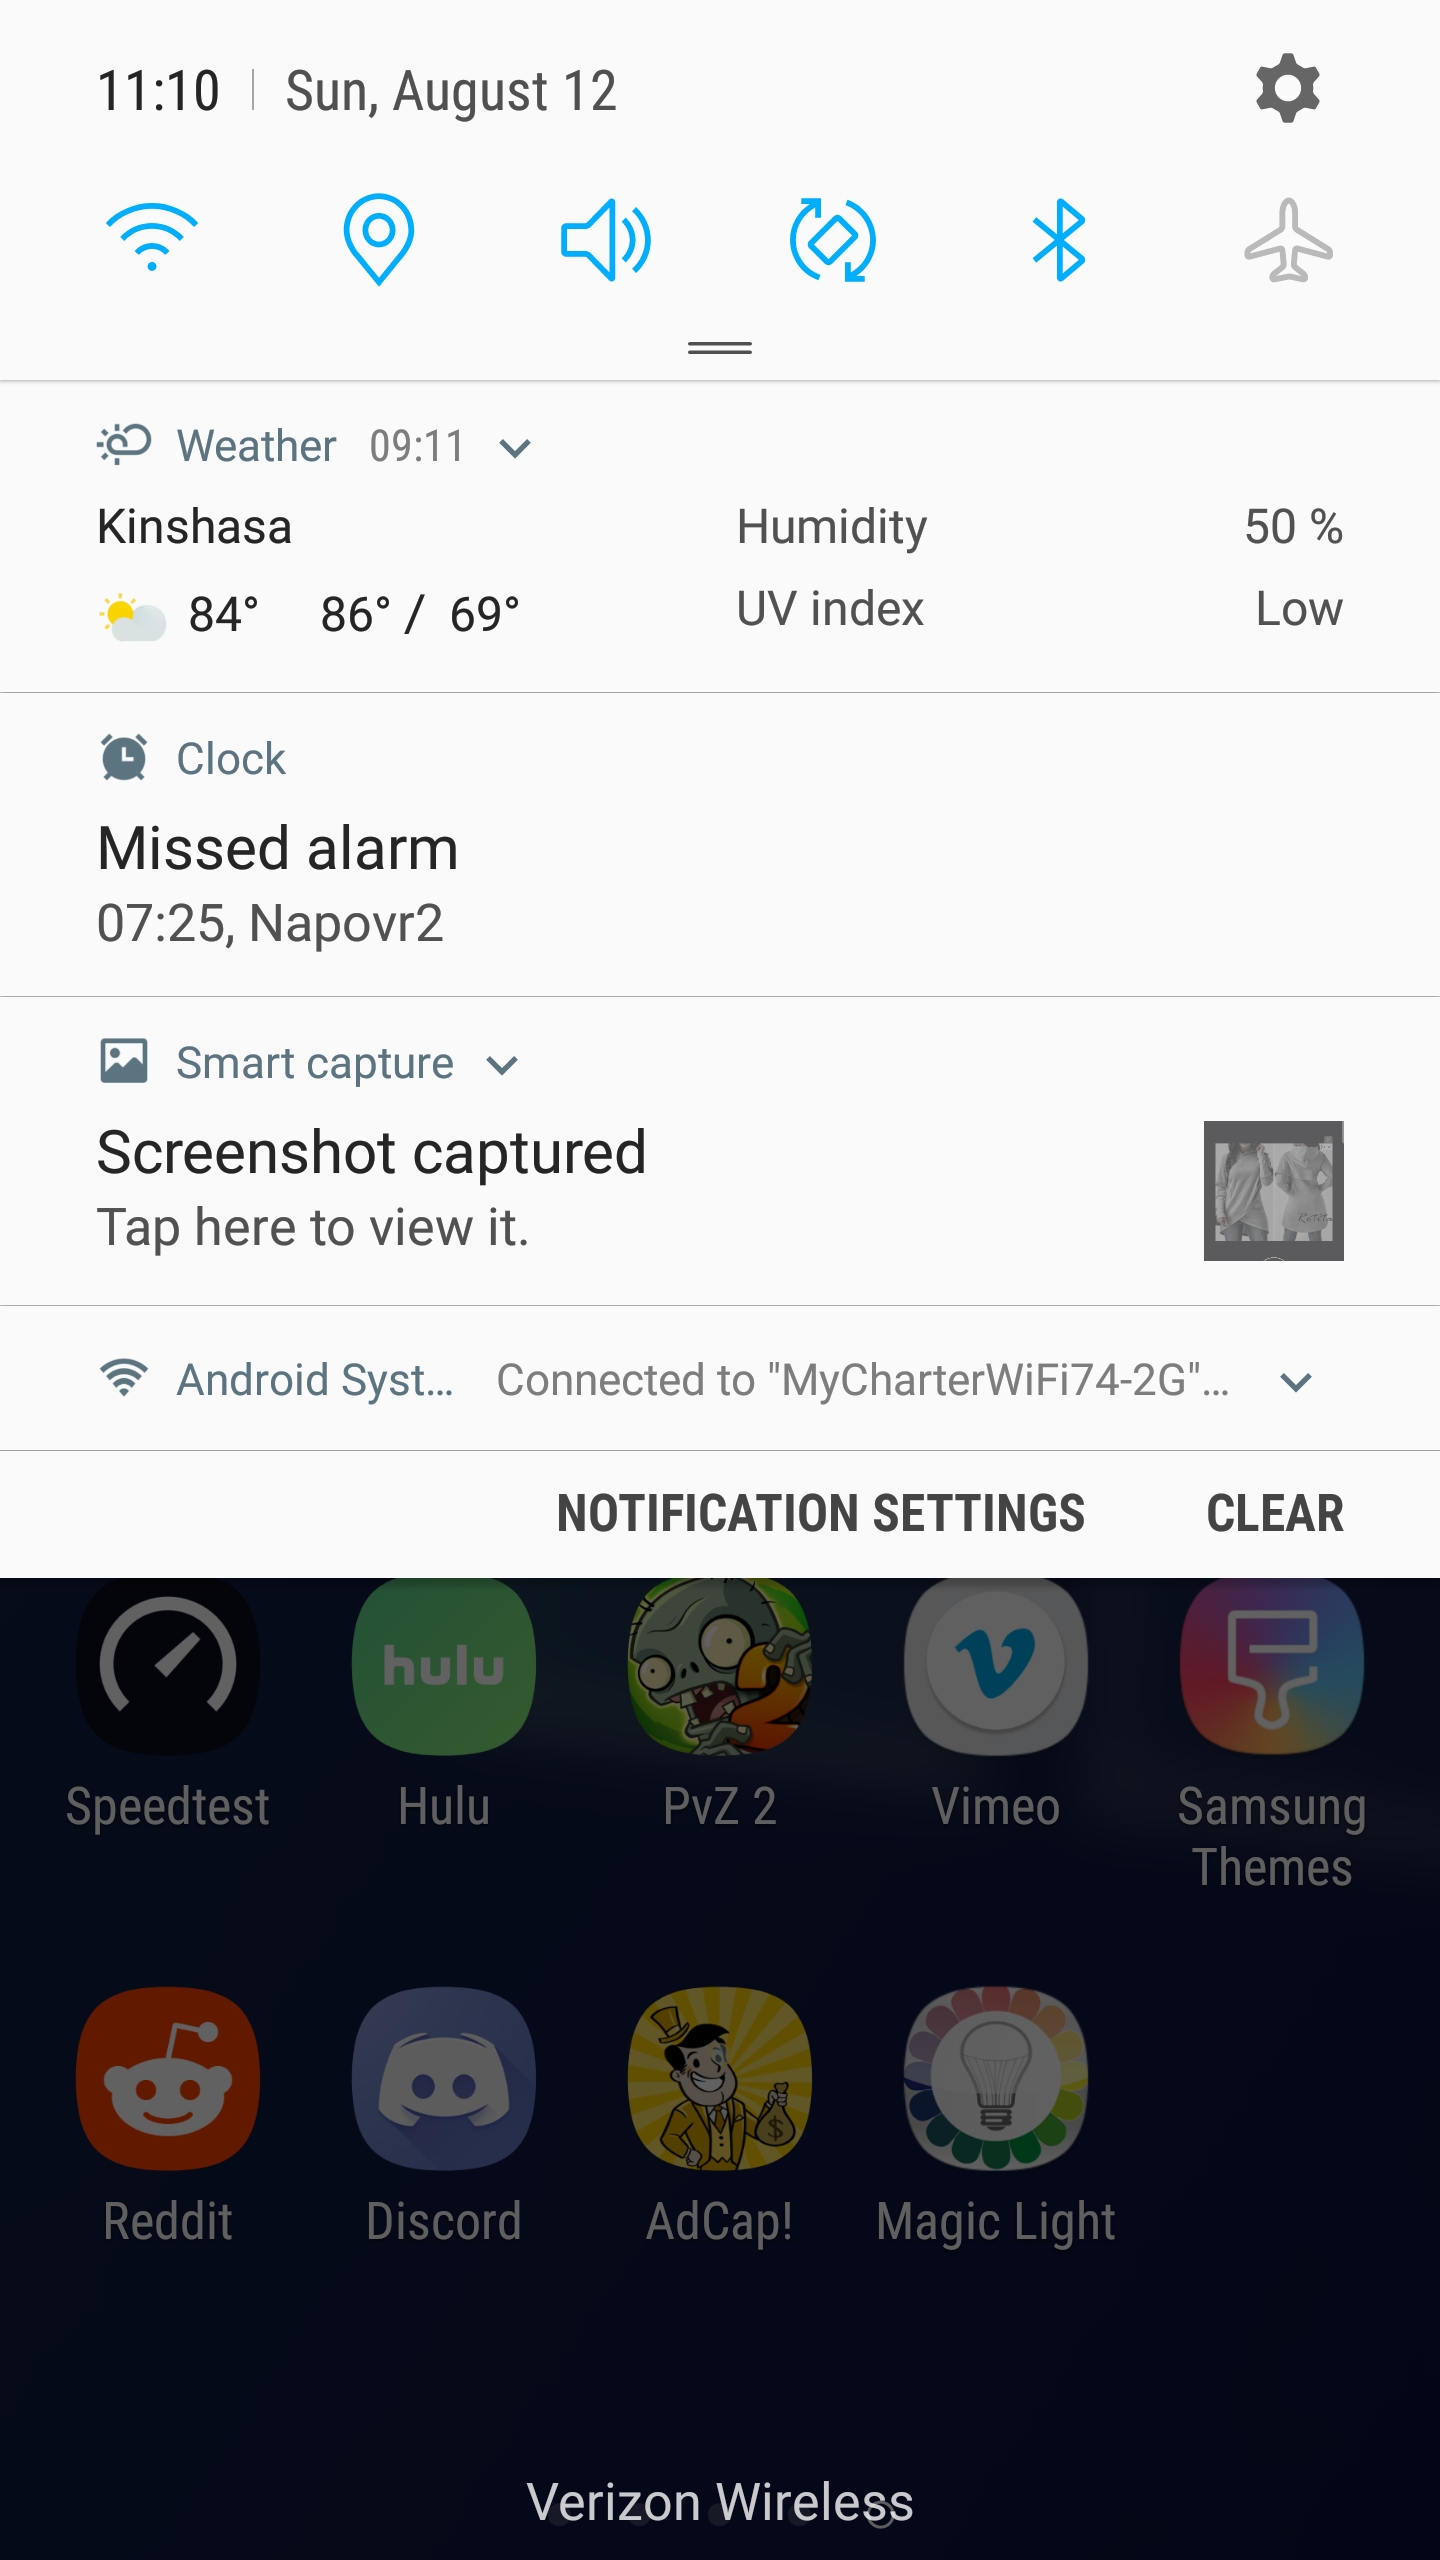 11:10 | Sun, August 12
Weather 09:11
Kinshasa
Humidity 50 %
84° 86° / 69°
UV index Low
Clock
Missed alarm
07:25, Napovr2
Smart capture
Screenshot captured
Tap here to view it.
Android Syst... Connected to "MyCharterWiFi74-2G"...
NOTIFICATION SETTINGS CLEAR
hulu
2
Speedtest Hulu PvZ 2 Vimeo Samsung
Themes
$
Reddit Discord AdCap! Magic Light
Verizon Wireless